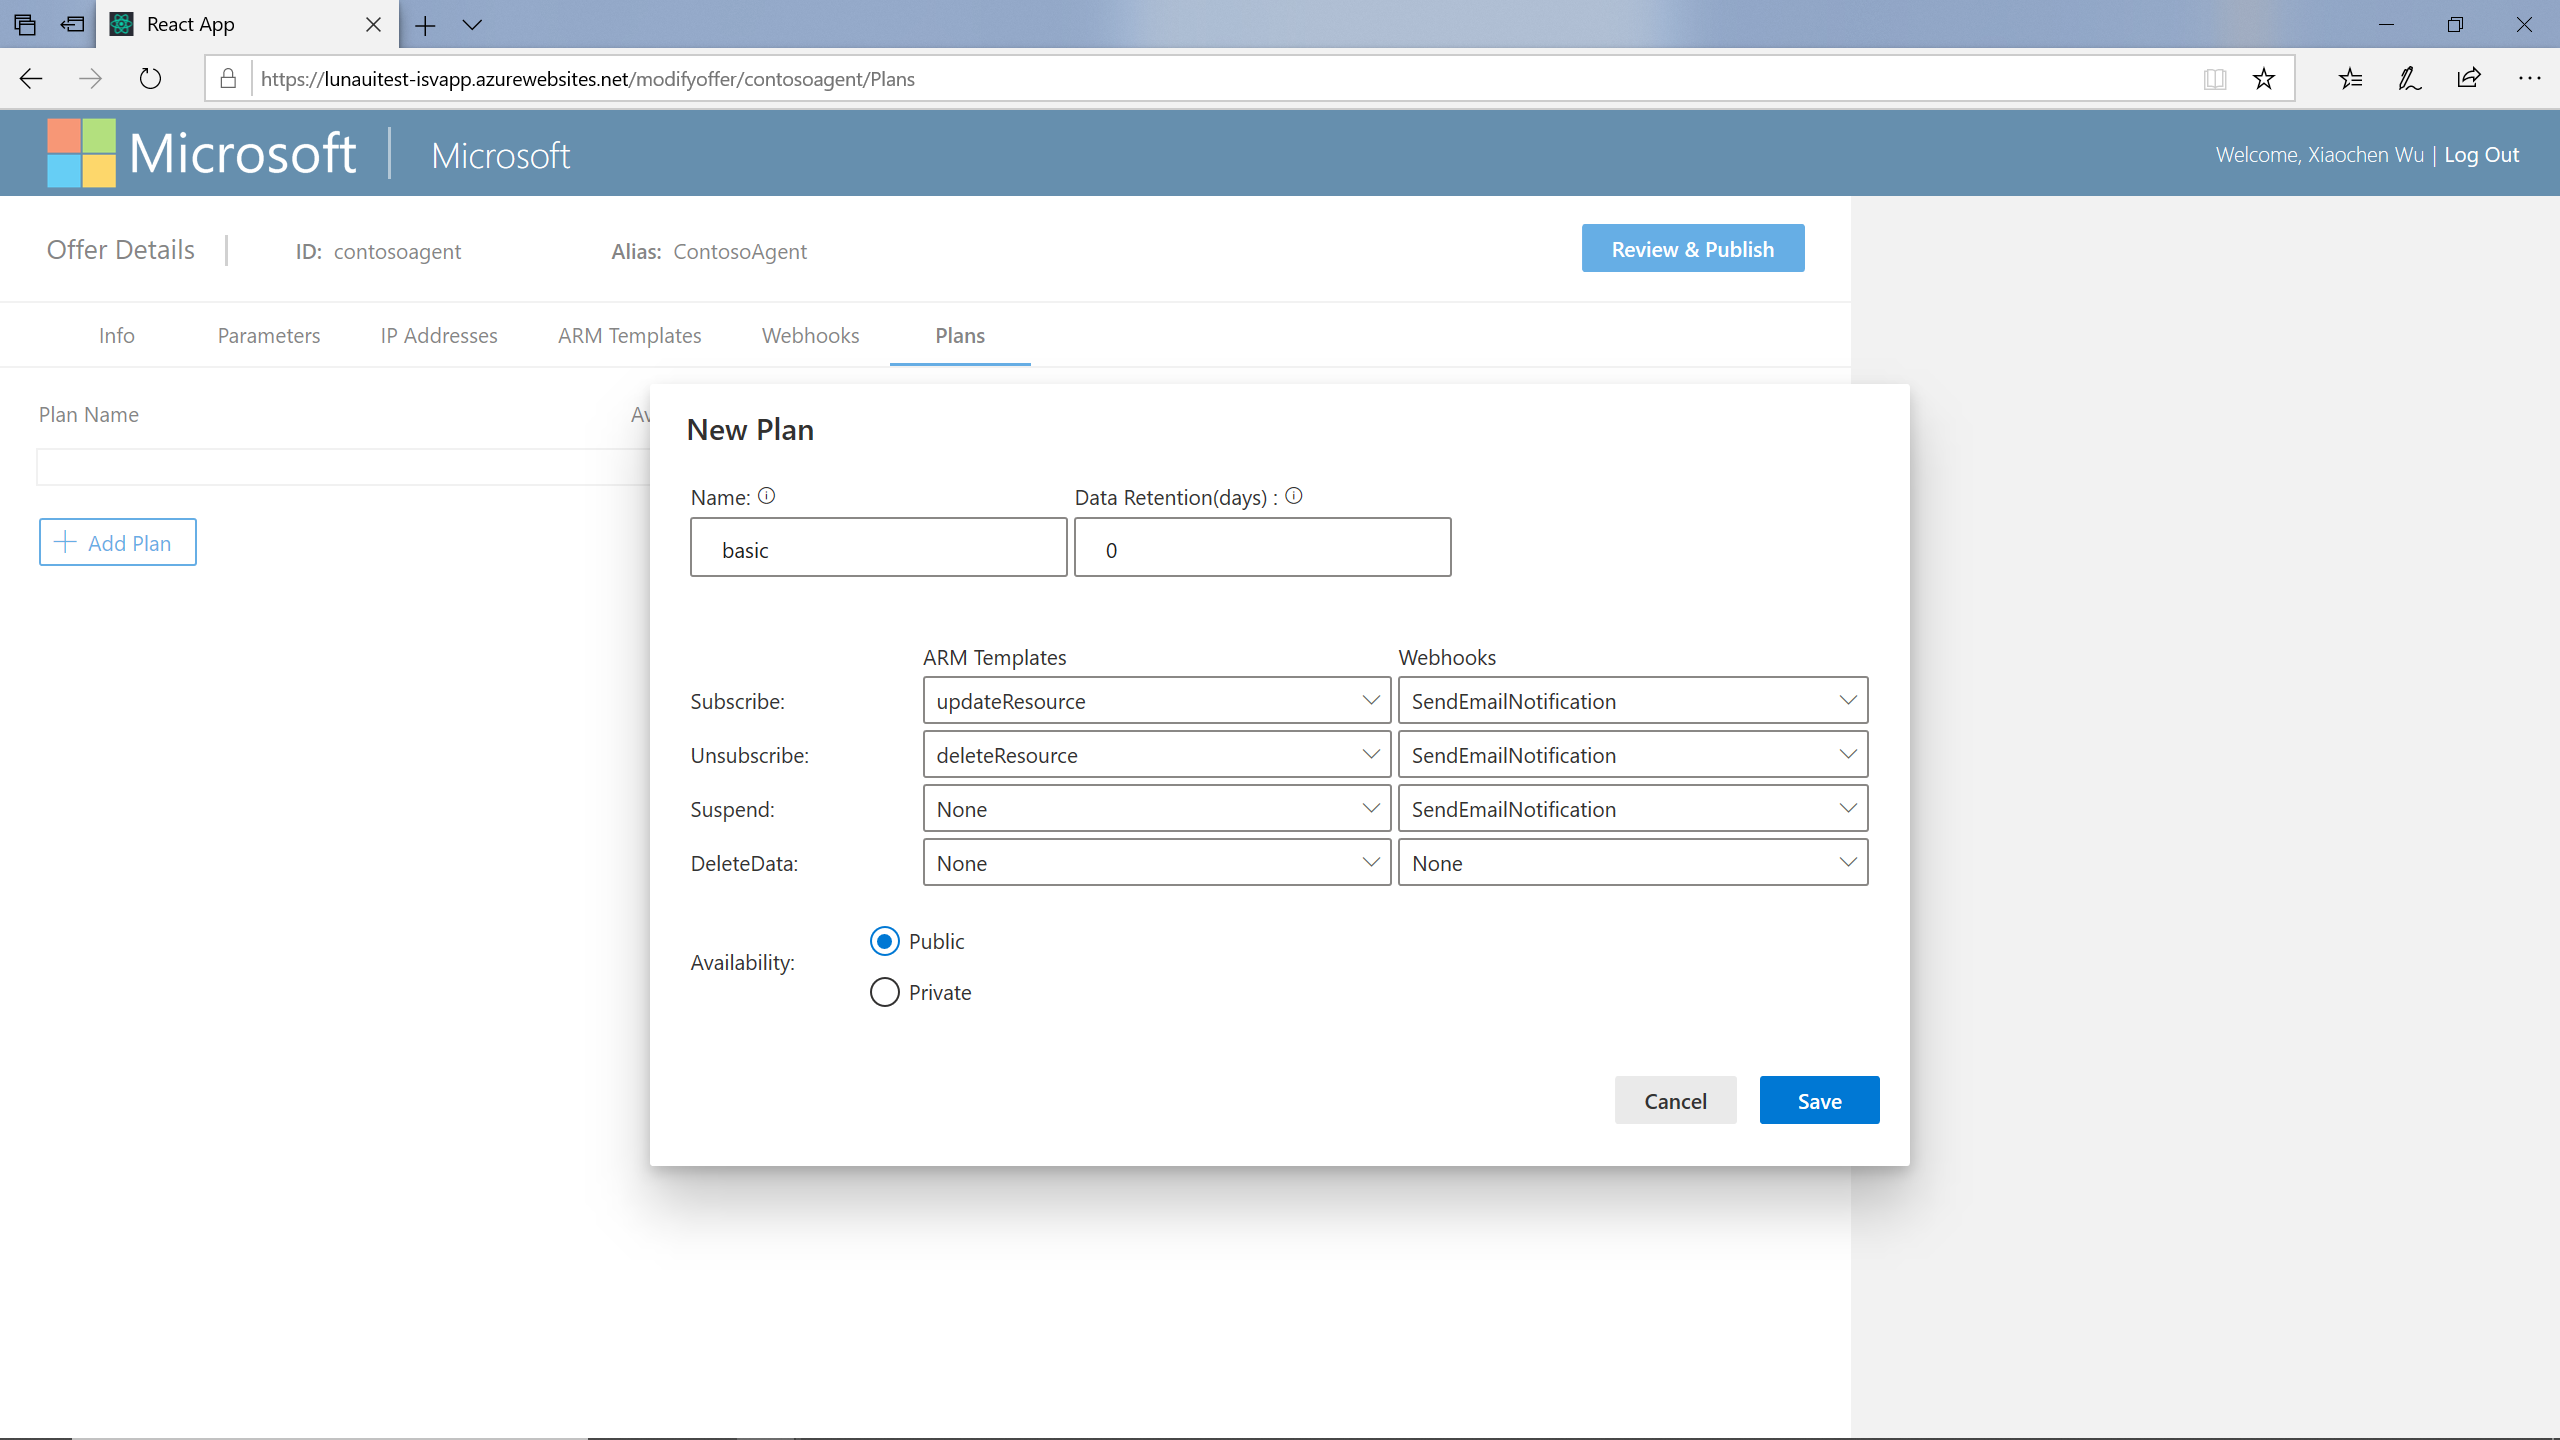 React App
https://lunauitest-isvapp.azurewebsites.net/modifyoffer/contosoagent/Plans
Microsoft | Microsoft
Welcome, Xiaochen Wu | Log Out
Offer Details | ID: contosoagent Alias: ContosoAgent Review & Publish
Info Parameters IP Addresses ARM Templates Webhooks Plans
Plan Name
Add Plan
New Plan
Name: Data Retention(days) :
basic 0
ARM Templates Webhooks
Subscribe: updateResource SendEmailNotification
Unsubscribe: deleteResource SendEmailNotification
Suspend: None SendEmailNotification
DeleteData: None None
Availability:
Public
Private
Cancel Save